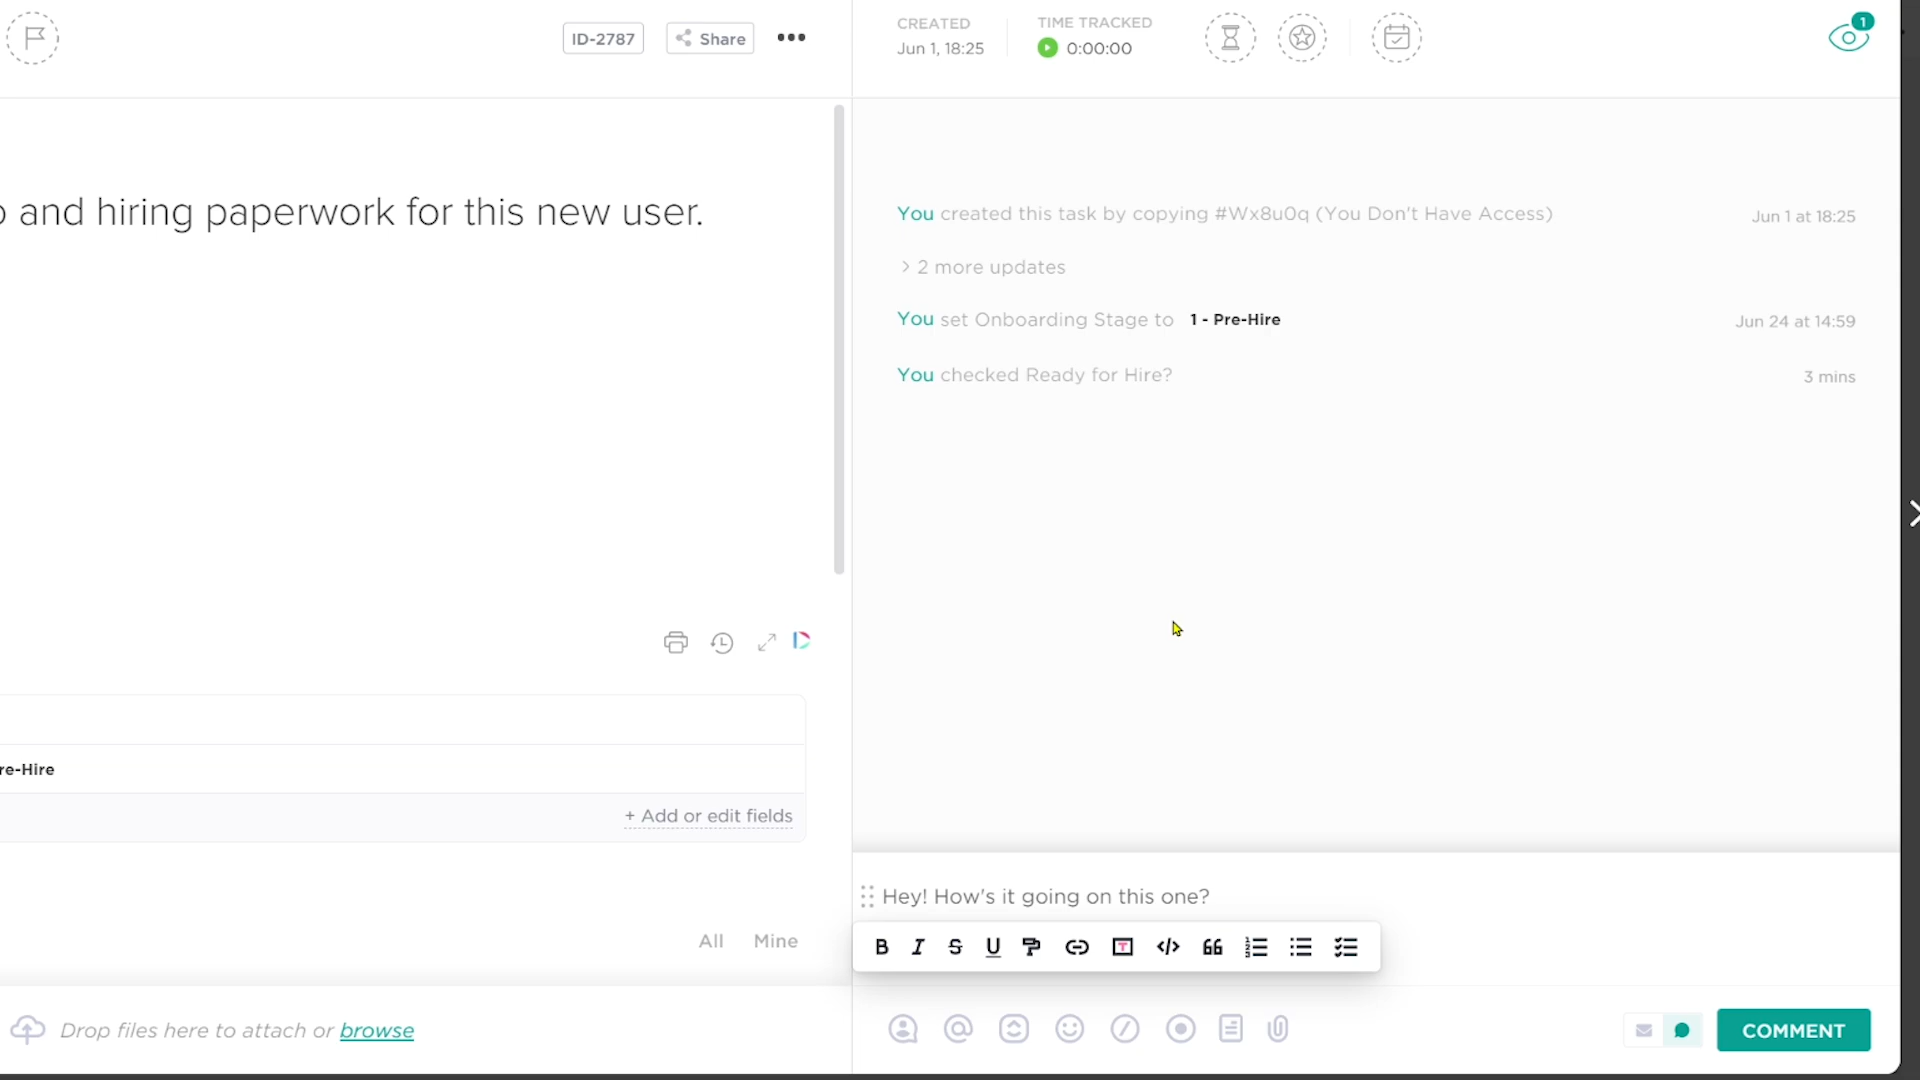 ID-2787
Share
CREATED
Jun 1, 18:25
TIME TRACKED
0:00:00
1
and hiring paperwork for this new user.
You created this task by copying #Wx8u0q (You Don't Have Access)
Jun 1 at 18:25
2 more updates
You set Onboarding Stage to 1 - Pre-Hire
Jun 24 at 14:59
You checked Ready for Hire?
3 mins
re-Hire
+ Add or edit fields
All
Mine
Drop files here to attach or browse
Hey! How's it going on this one?
B I S U
COMMENT